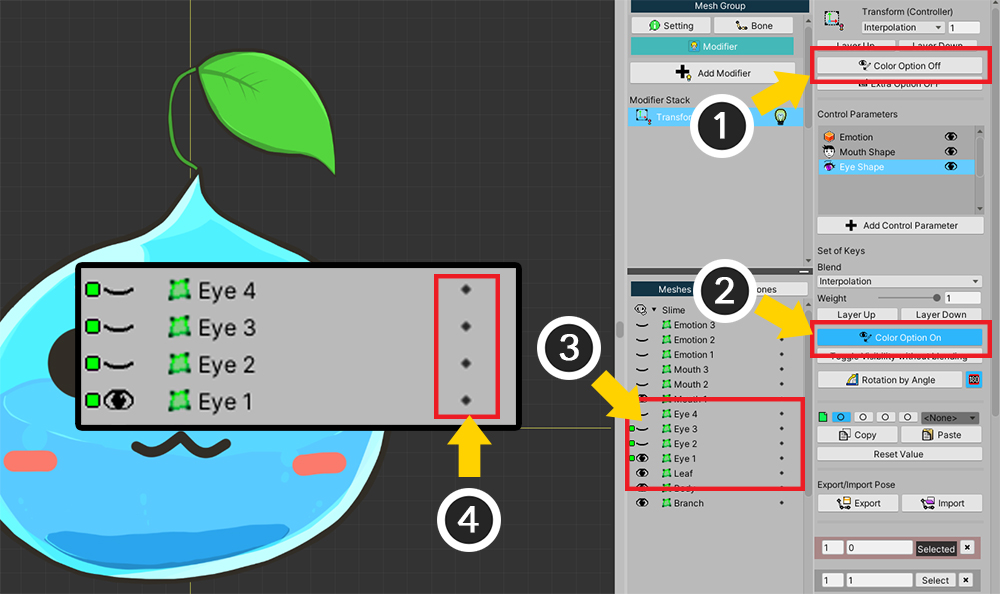 Mesh Group
Setting
Bone
Modifier
Add Modifier
Modifier Stack
Transform
1
Transform (Controller)
Interpolation
1
Layer Up
Layer Down
Color Option Off
Extra Option OFF
Control Parameters
Emotion
Mouth Shape
Eye Shape
Add Control Parameter
Set of Keys
Blend
Interpolation
Weight
1
Layer Up
Layer Down
2
Color Option On
Toggle Visibility without blending
Rotation by Angle
180
<None>
Copy
Paste
Reset Value
Export/Import Pose
Export
Import
1
0
Selected
×
1
1
Select
×
Meshes
Bones
Slime
Emotion 3
Emotion 2
Emotion 1
Mouth 3
Mouth 2
Mouth 1
Eye 4
Eye 3
Eye 2
Eye 1
Leaf
Body
Branch
3
Eye 4
Eye 3
Eye 2
Eye 1
4